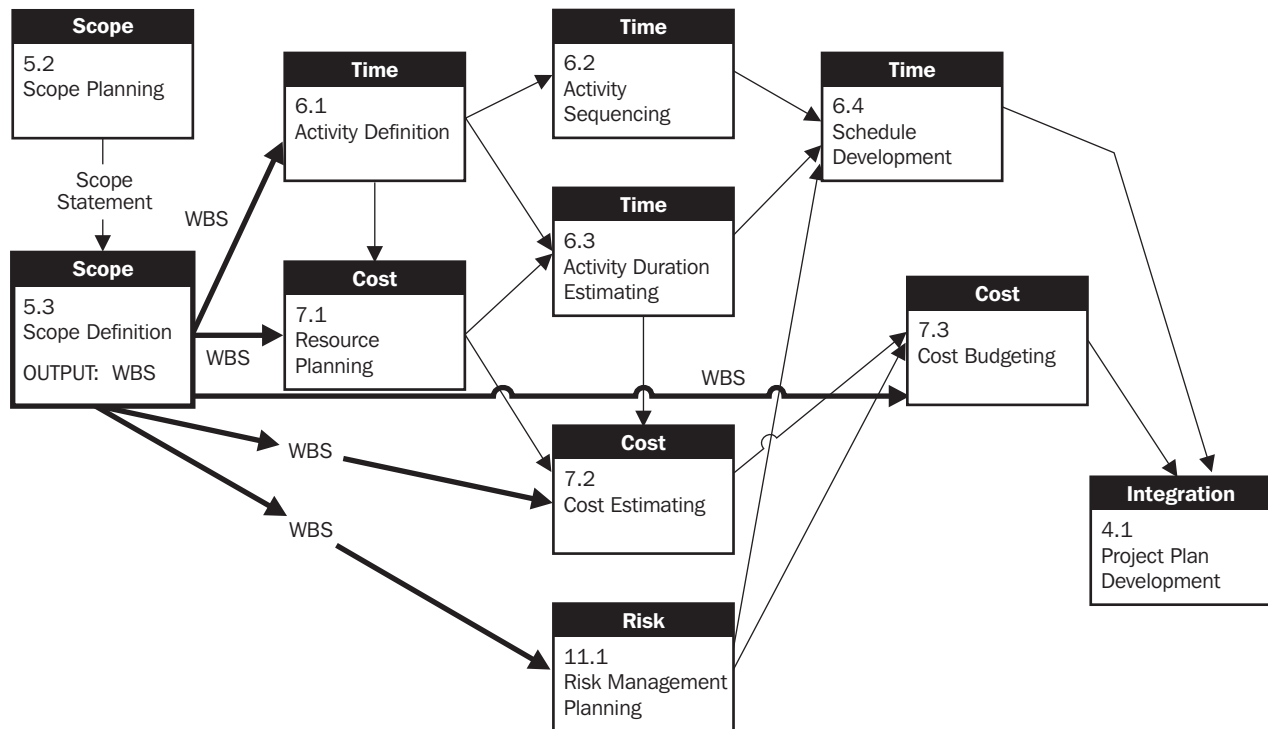 Scope
5.2
Scope Planning
Scope
Statement
Scope
5.3
Scope Definition
OUTPUT: WBS
WBS
WBS
WBS
WBS
WBS
Time
6.1
Activity Definition
Cost
7.1
Resource
Planning
Time
6.2
Activity
Sequencing
Time
6.3
Activity Duration
Estimating
Cost
7.2
Cost Estimating
Risk
11.1
Risk Management
Planning
Time
6.4
Schedule
Development
Cost
7.3
Cost Budgeting
Integration
4.1
Project Plan
Development